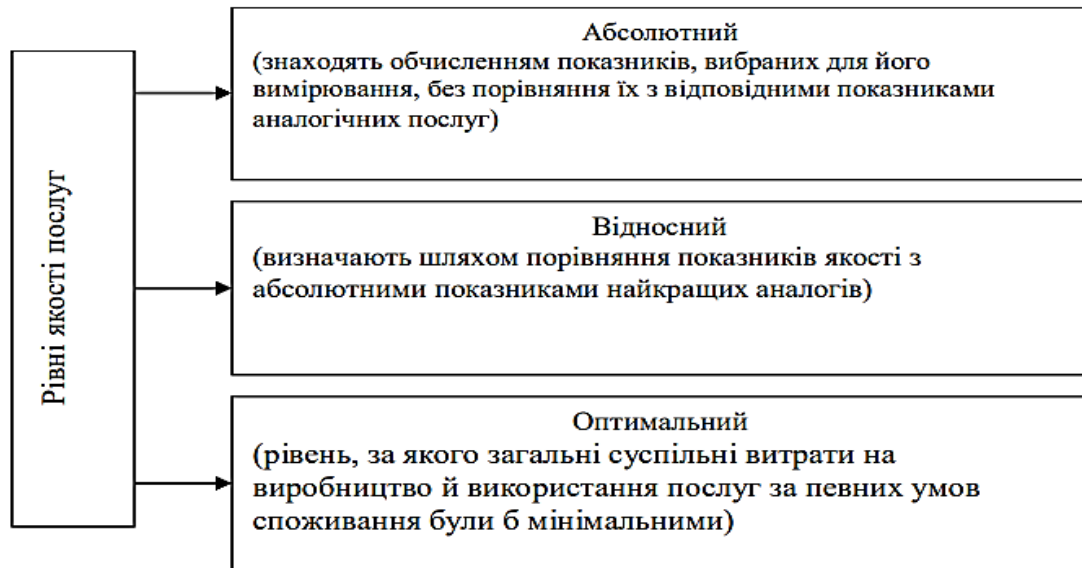 Рівні якості послуг
Абсолютний
(знаходять обчисленням показників, вибраних для його
вимірювання, без порівняння їх з відповідними показниками
аналогічних послуг)
Відносний
(визначають шляхом порівняння показників якості з
абсолютними показниками найкращих аналогів)
Оптимальний
(рівень, за якого загальні суспільні витрати на
виробництво й використання послуг за певних умов
споживання були б мінімальними)